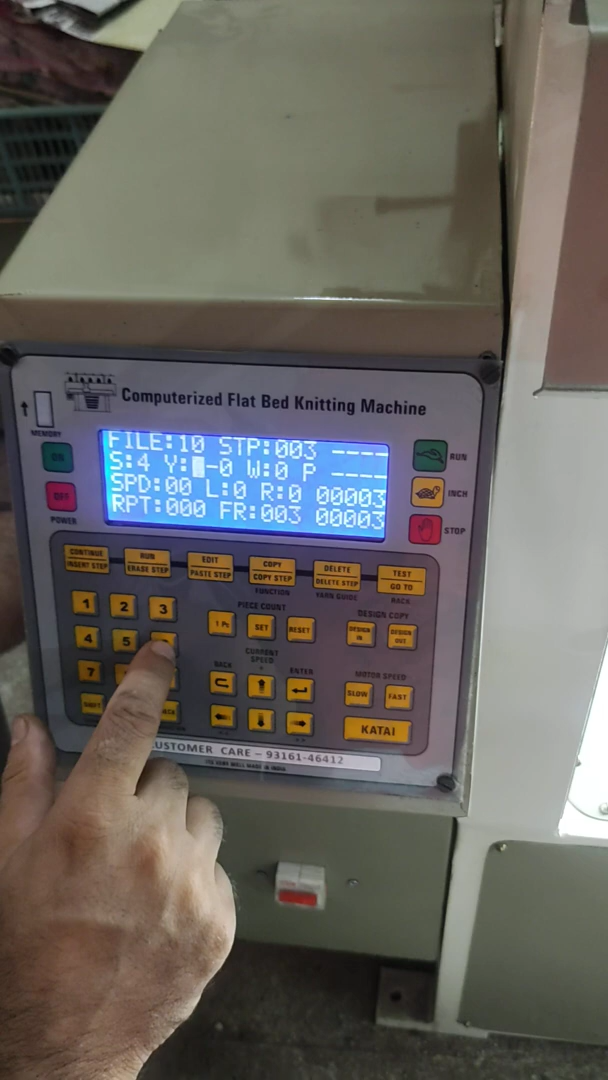 Computerized Flat Bed Knitting Machine
MEMORY
ON
OFF
POWER
FILE:10 STP:003 ----
S:4 Y: -0 W:0 P ----
SPD:00 L:0 R:0 00003
RPT:000 FR:003 00003
RUN
INCH
STOP
CONTINUE
INSERT STEP
RUN
ERASE STEP
EDIT
PASTE STEP
COPY
COPY STEP
DELETE
DELETE STEP
TEST
GO TO
FUNCTION
YARN GUIDE
RACK
1 2 3
4 5
7
SHIFT
PIECE COUNT
1 Pc SET RESET
DESIGN COPY
DESIGN IN
DESIGN OUT
CURRENT SPEED
BACK
ENTER
MOTOR SPEED
SLOW FAST
KATAI
CUSTOMER CARE – 93161-46412